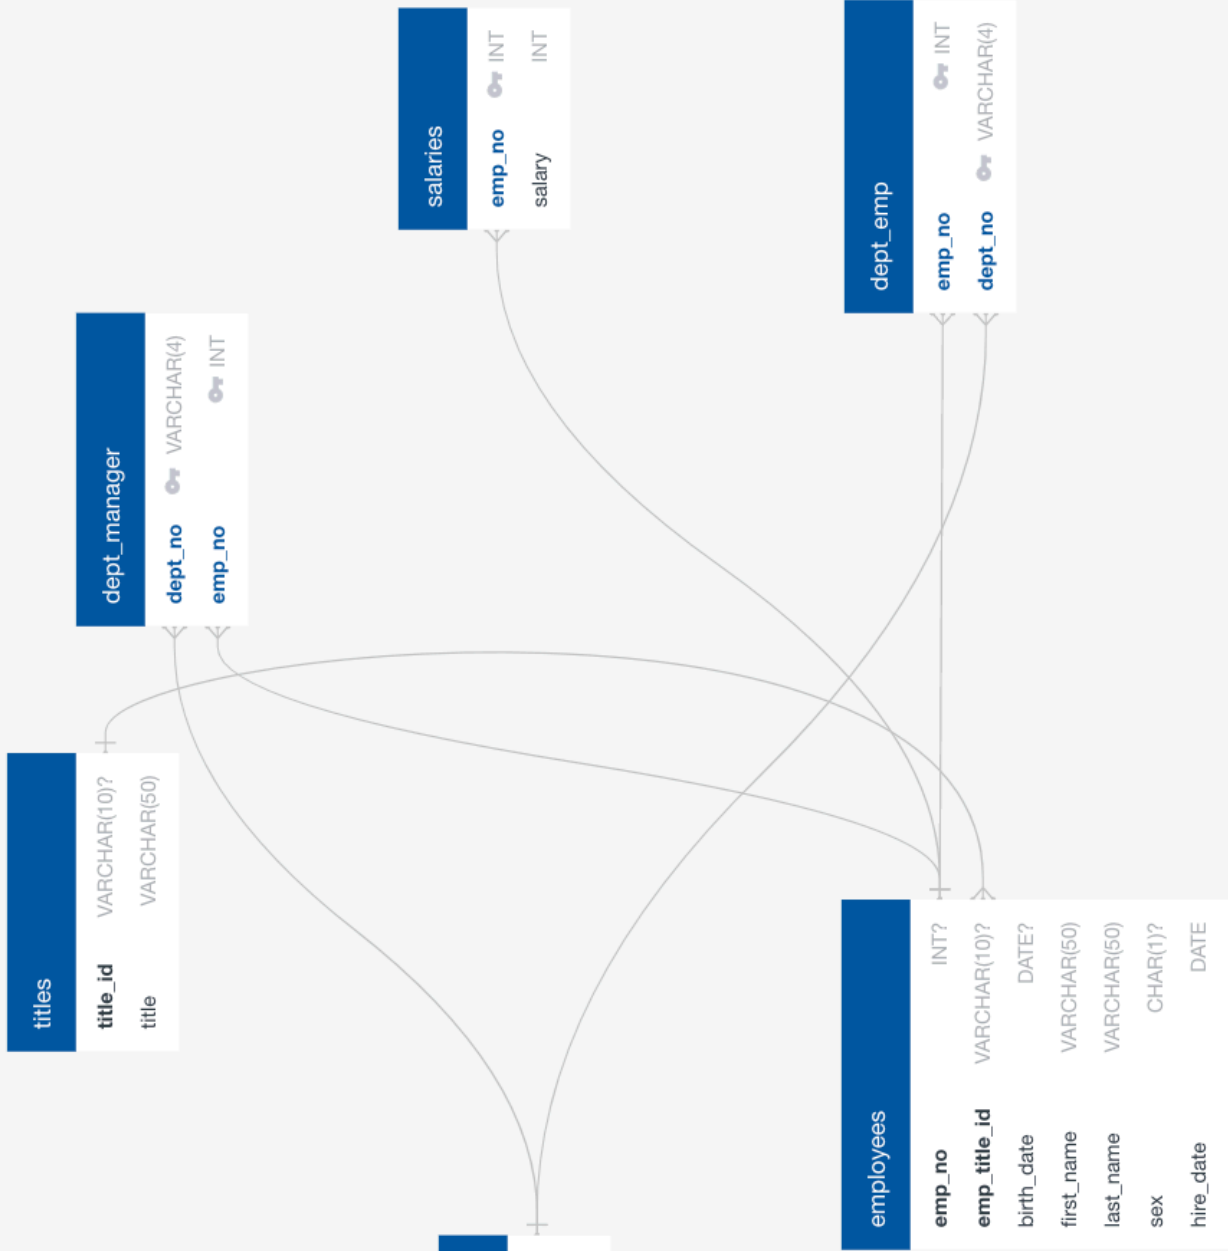 titles
title_id VARCHAR(10)?
title VARCHAR(50)
dept_manager
dept_no VARCHAR(4)
emp_no INT
salaries
emp_no INT
salary INT
employees
emp_no INT?
emp_title_id VARCHAR(10)?
birth_date DATE?
first_name VARCHAR(50)
last_name VARCHAR(50)
sex CHAR(1)?
hire_date DATE
dept_emp
emp_no INT
dept_no VARCHAR(4)